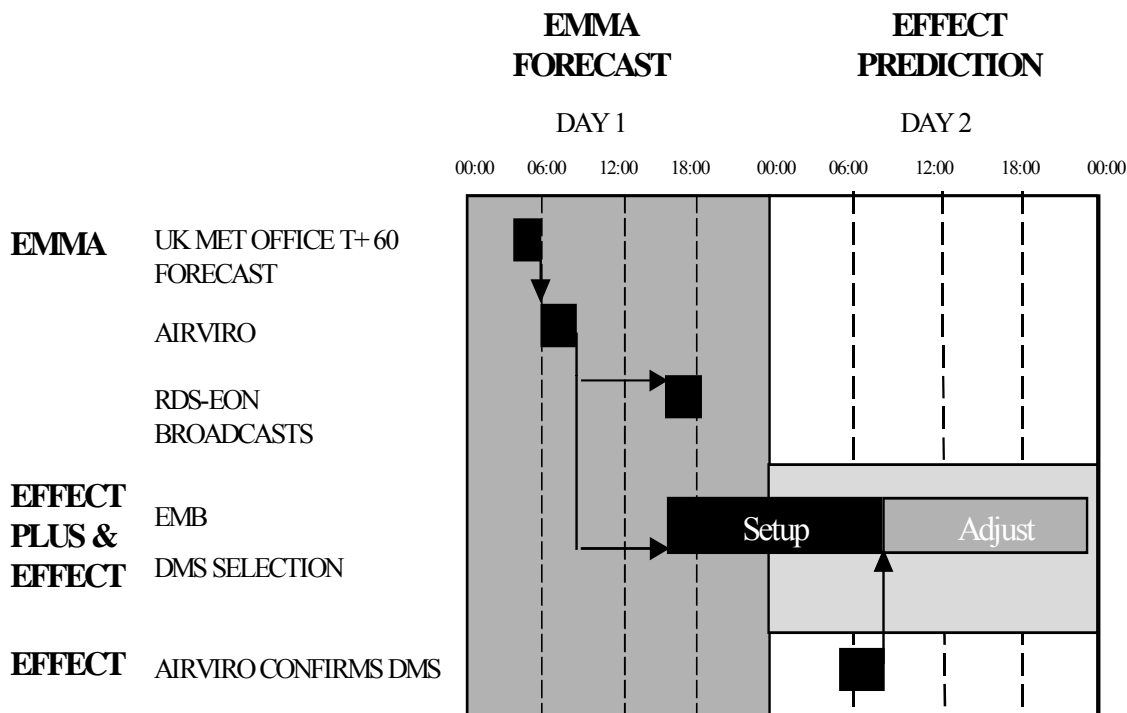 EMMA
FORECAST
EFFECT
PREDICTION
DAY 1
DAY 2
00:00 06:00 12:00 18:00 00:00 06:00 12:00 18:00 00:00
EMMA
UK MET OFFICE T+60
FORECAST
AIRVIRO
RDS-EON
BROADCASTS
EFFECT
PLUS &
EFFECT
EMB
DMS SELECTION
Setup
Adjust
EFFECT
AIRVIRO CONFIRMS DMS